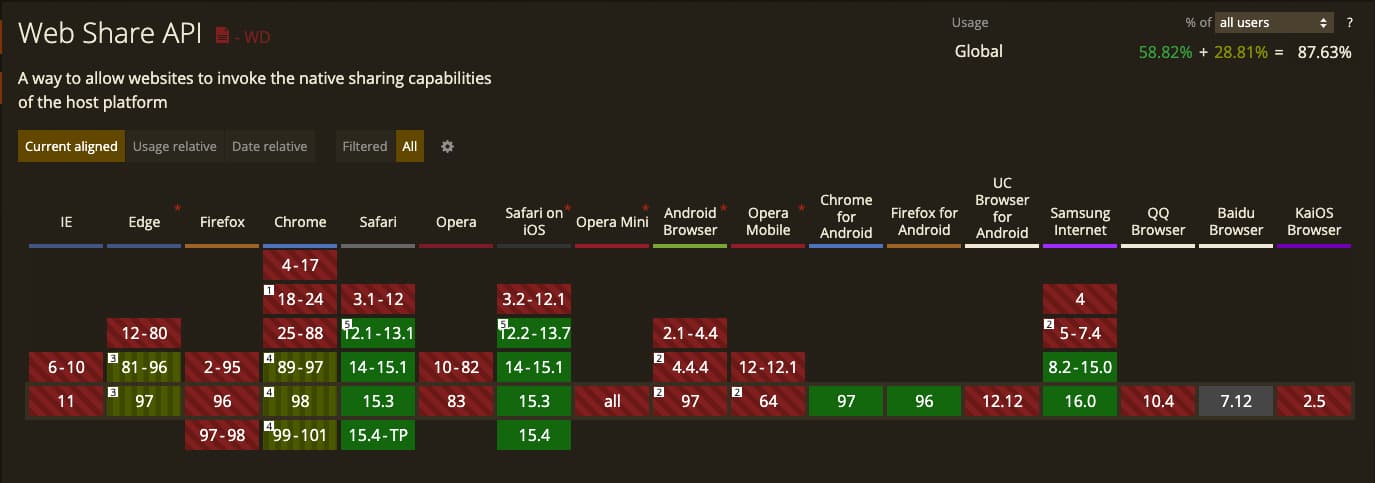 Web Share API - WD
Usage % of all users ?
Global 58.82% + 28.81% = 87.63%
A way to allow websites to invoke the native sharing capabilities
of the host platform
Current aligned Usage relative Date relative Filtered All
IE Edge * Firefox Chrome Safari Opera Safari on iOS * Opera Mini * Android Browser * Opera Mobile * Chrome for Android Firefox for Android UC Browser for Android Samsung Internet QQ Browser Baidu Browser KaiOS Browser
4-17
1 18-24 3.1-12 3.2-12.1 4
12-80 25-88 5 12.1-13.1 5 12.2-13.7 2.1-4.4 2 5-7.4
6-10 3 81-96 2-95 4 89-97 14-15.1 10-82 14-15.1 2 4.4.4 12-12.1 8.2-15.0
11 3 97 96 4 98 15.3 83 15.3 all 2 97 2 64 97 96 12.12 16.0 10.4 7.12 2.5
97-98 4 99-101 15.4-TP 15.4